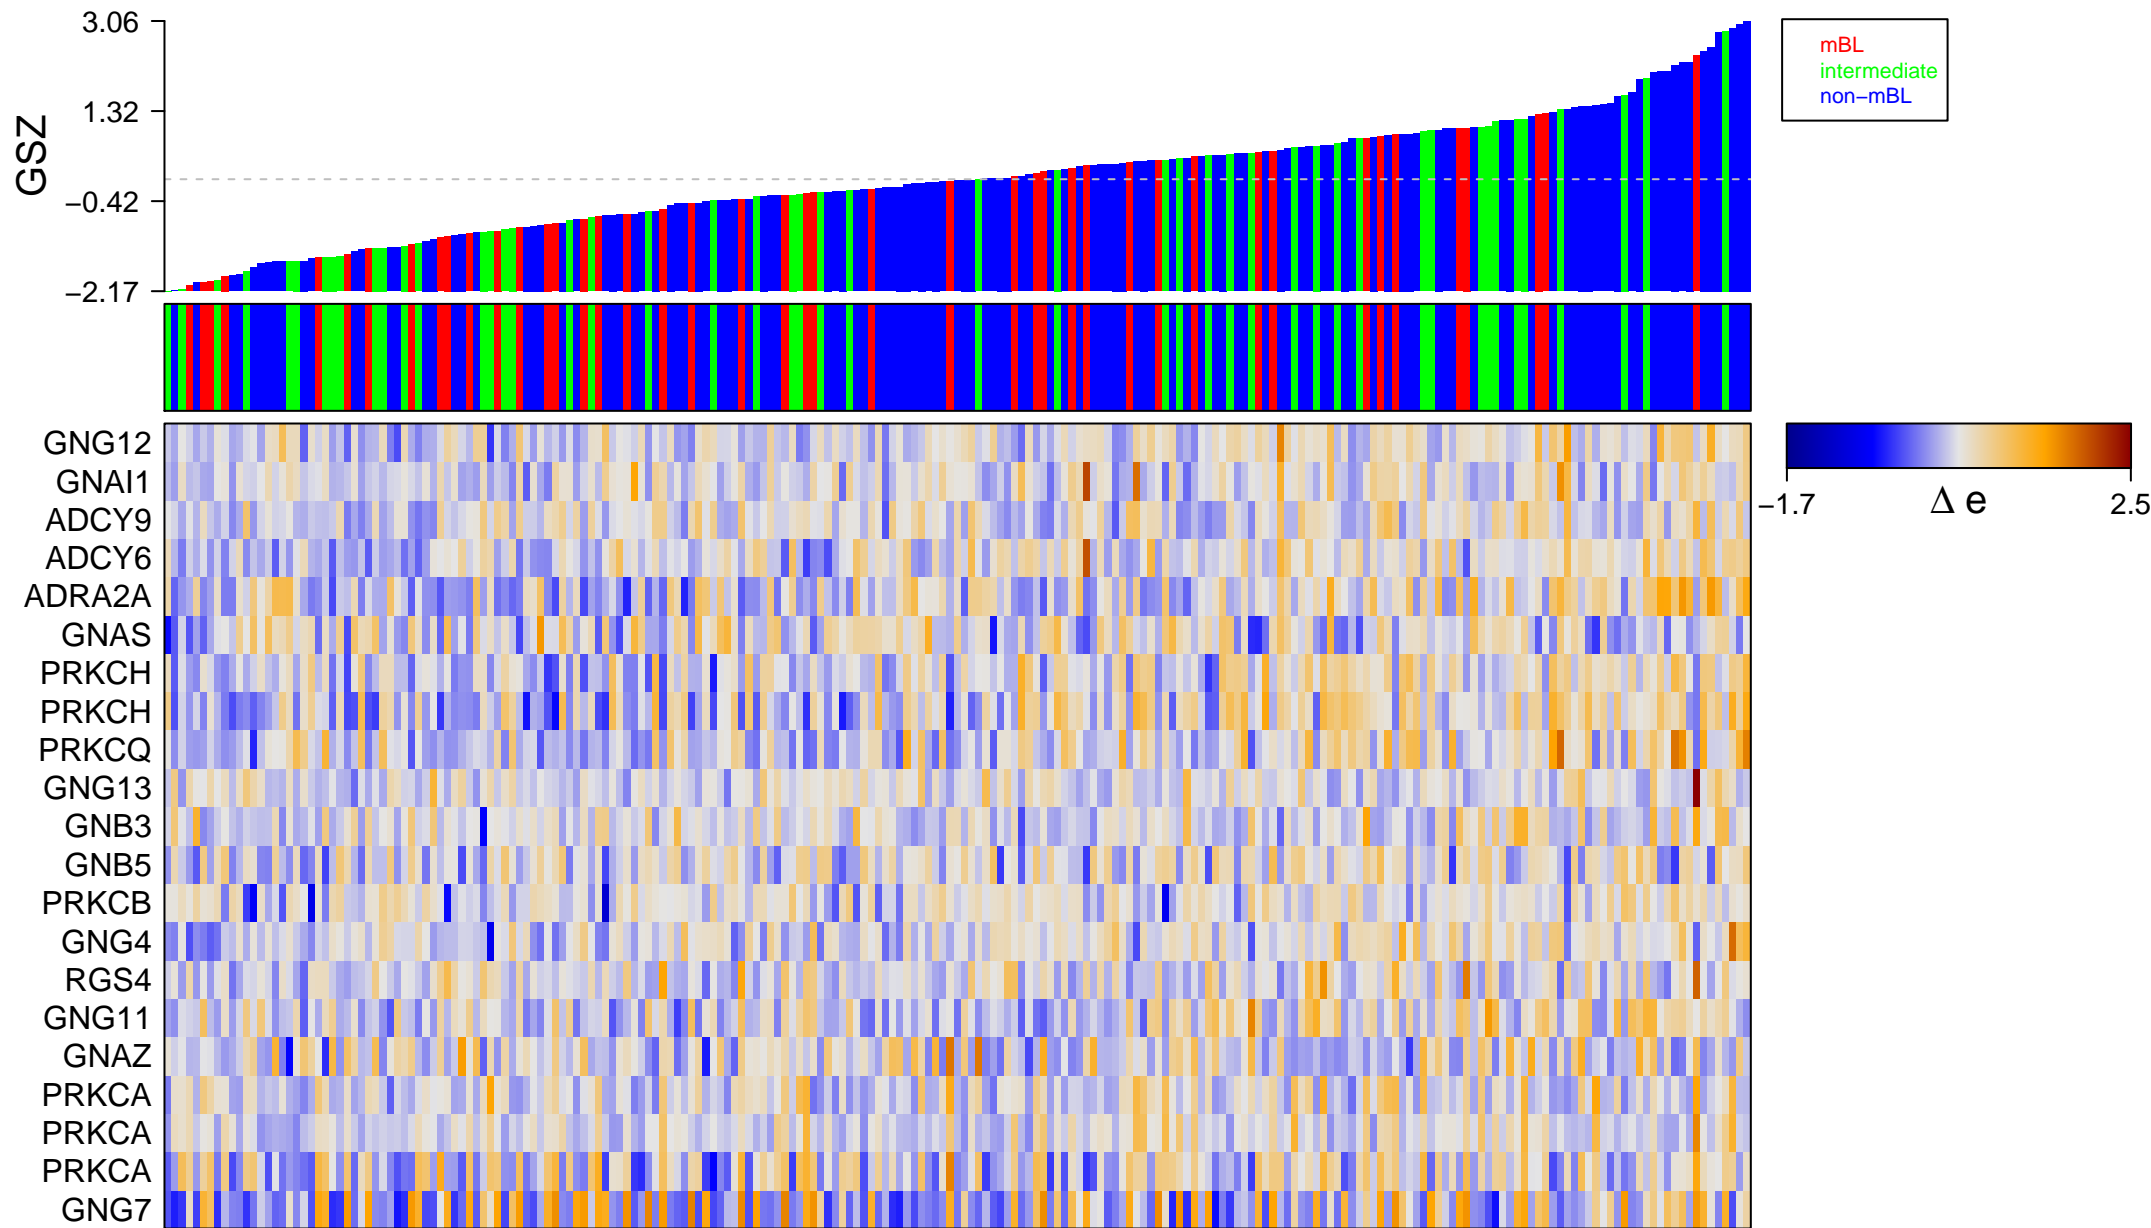 3.06
1.32
−0.42
−2.17
GSZ
mBL
intermediate
non−mBL
GNG12
GNAI1
ADCY9
ADCY6
ADRA2A
GNAS
PRKCH
PRKCH
PRKCQ
GNG13
GNB3
GNB5
PRKCB
GNG4
RGS4
GNG11
GNAZ
PRKCA
PRKCA
PRKCA
GNG7
−1.7 Δ e 2.5